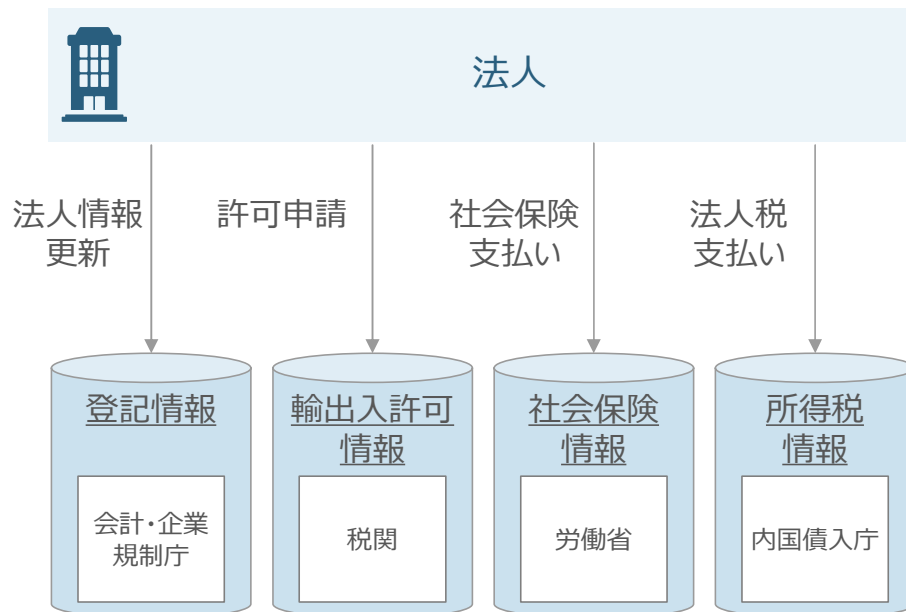 法人
法人情報
更新
許可申請
社会保険
支払い
法人税
支払い
登記情報
会計・企業
規制庁
輸出入許可
情報
税関
社会保険
情報
労働省
所得税
情報
内国債入庁